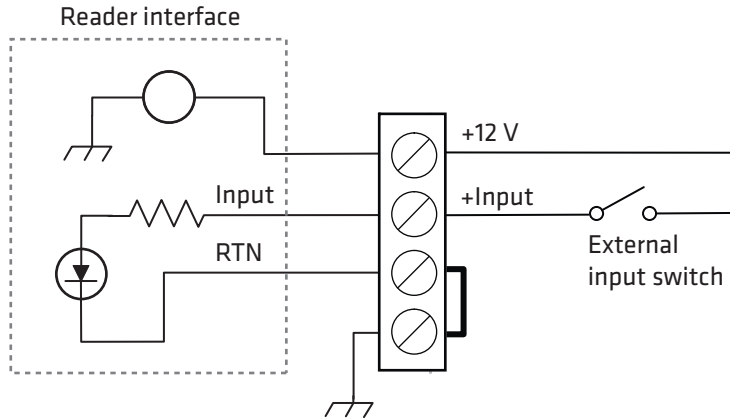 Reader interface
+12 V
Input
+Input
RTN
External
input switch